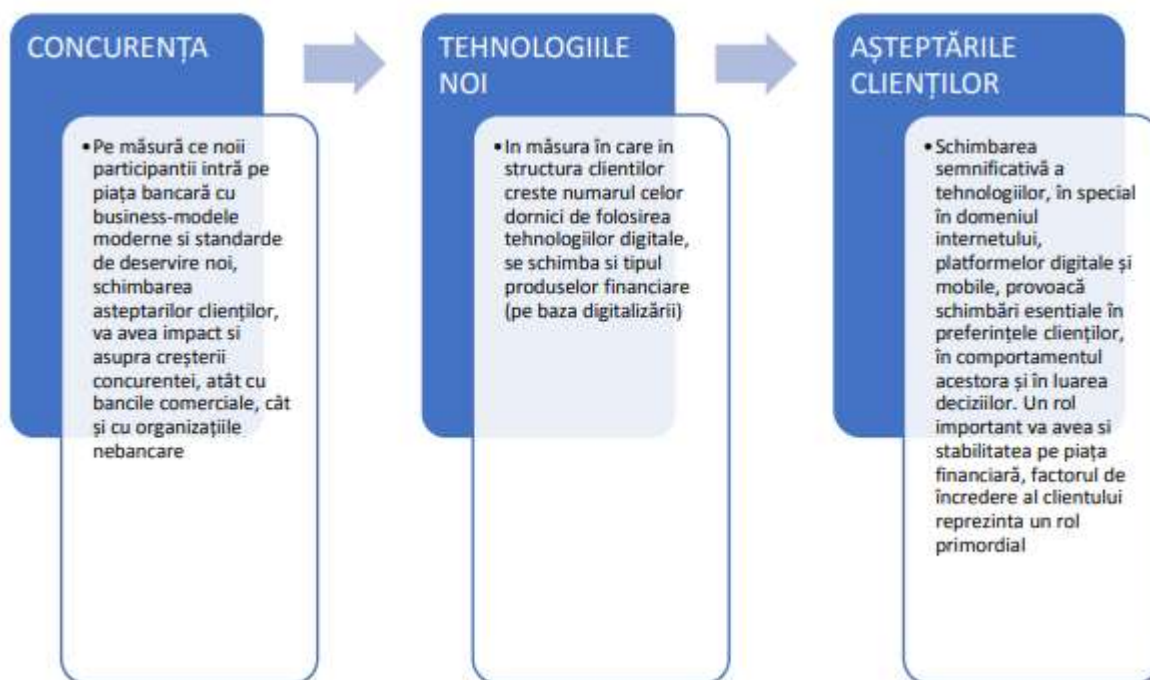 CONCURENȚA
•Pe măsură ce noii
participantii intră pe
piața bancară cu
business-modele
moderne si standarde
de deservire noi,
schimbarea
asteptarilor clienților,
va avea impact si
asupra creșterii
concurentei, atât cu
bancile comerciale, cât
și cu organizațiile
nebancare
TEHNOLOGIILE
NOI
•In măsura în care in
structura clientilor
creste numarul celor
dornici de folosirea
tehnologiilor digitale,
se schimba si tipul
produselor financiare
(pe baza digitalizării)
AȘTEPTĂRILE
CLIENȚILOR
•Schimbarea
semnificativă a
tehnologiilor, în special
în domeniul
internetului,
platformelor digitale și
mobile, provoacă
schimbări esentiale în
preferințele clienților,
în comportamentul
acestora și în luarea
deciziilor. Un rol
important va avea si
stabilitatea pe piața
financiară, factorul de
încredere al clientului
reprezinta un rol
primordial